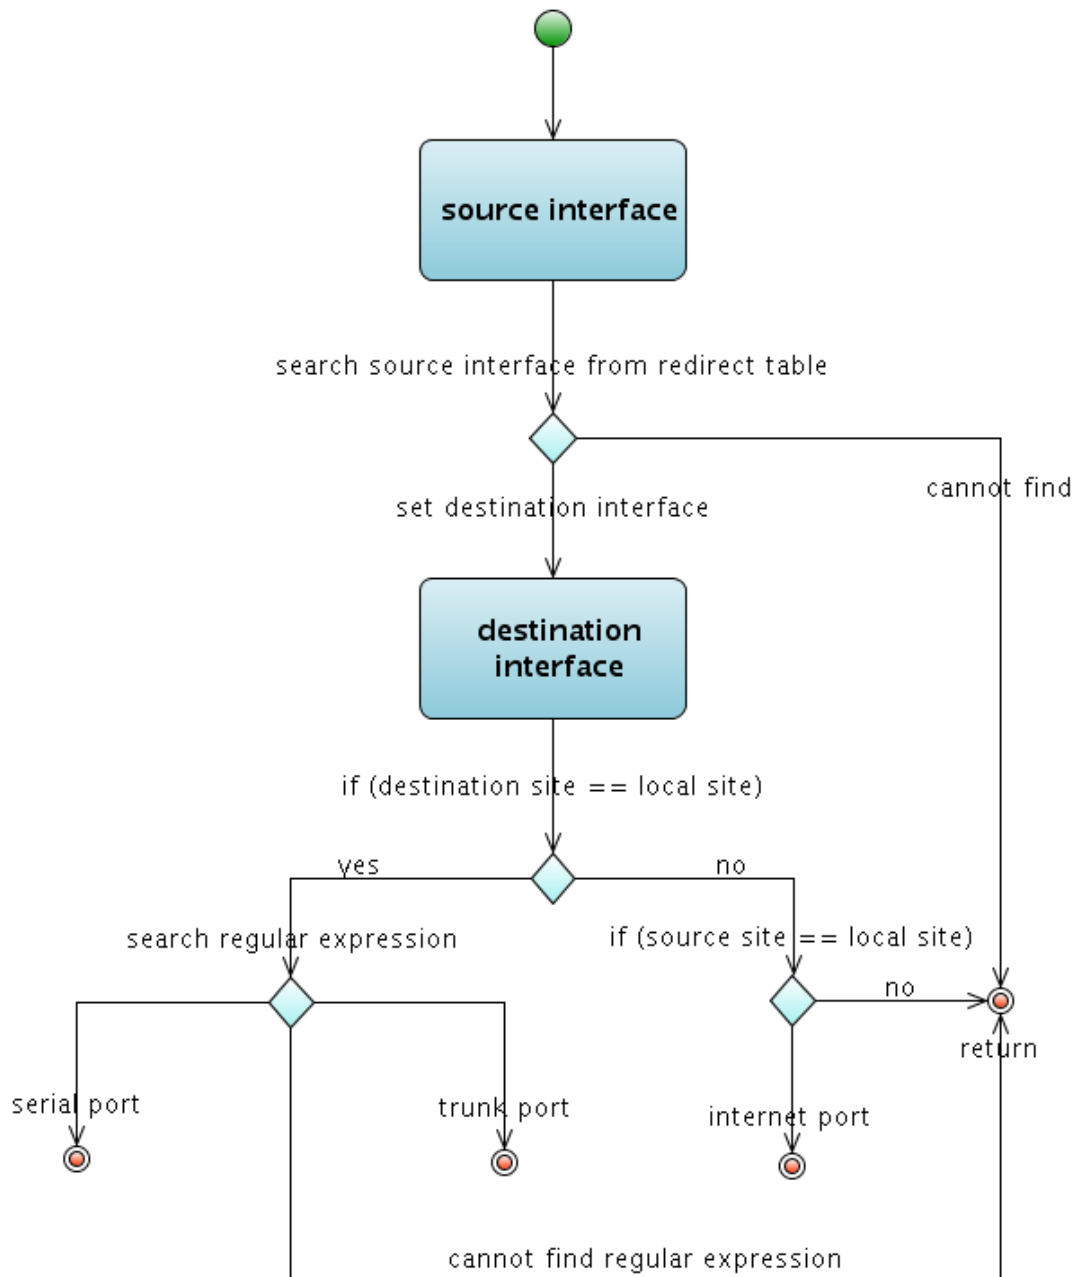 source interface
search source interface from redirect table
cannot find
set destination interface
destination
interface
if (destination site == local site)
yes
no
search regular expression
if (source site == local site)
no
return
serial port
trunk port
internet port
cannot find regular expression